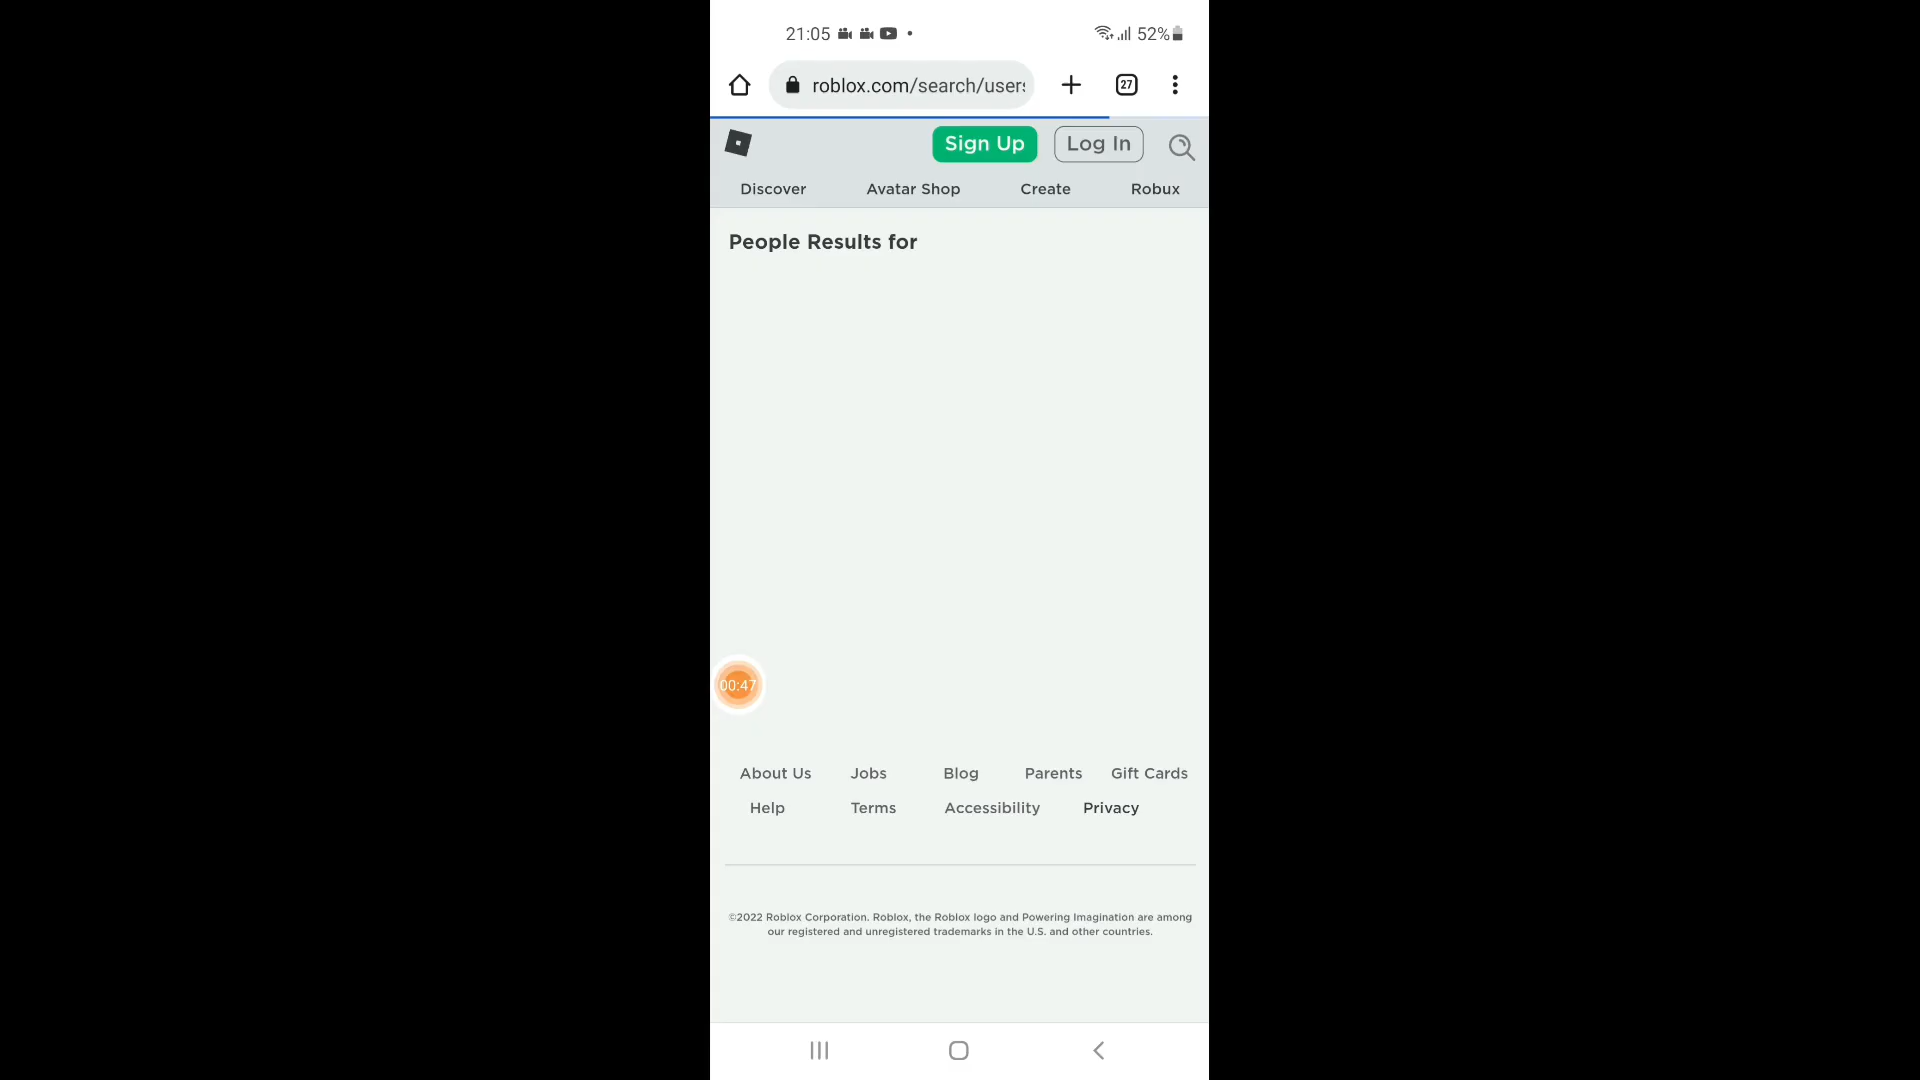 21:05
52%
roblox.com/search/users
27
Sign Up
Log In
Discover
Avatar Shop
Create
Robux
People Results for
00:47
About Us
Jobs
Blog
Parents
Gift Cards
Help
Terms
Accessibility
Privacy
©2022 Roblox Corporation. Roblox, the Roblox logo and Powering Imagination are among
our registered and unregistered trademarks in the U.S. and other countries.